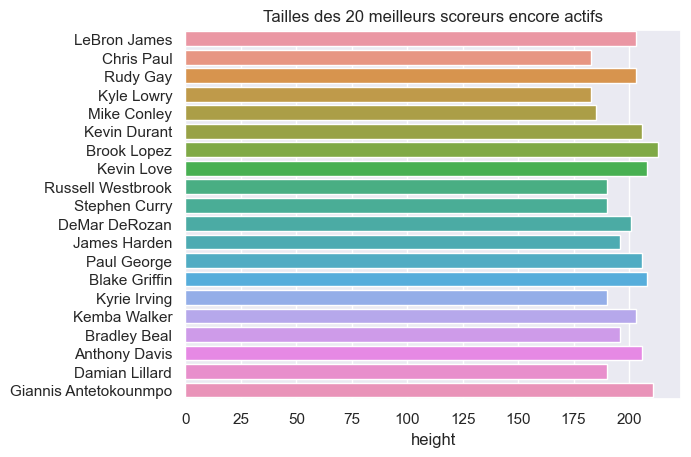 Tailles des 20 meilleurs scoreurs encore actifs
LeBron James
Chris Paul
Rudy Gay
Kyle Lowry
Mike Conley
Kevin Durant
Brook Lopez
Kevin Love
Russell Westbrook
Stephen Curry
DeMar DeRozan
James Harden
Paul George
Blake Griffin
Kyrie Irving
Kemba Walker
Bradley Beal
Anthony Davis
Damian Lillard
Giannis Antetokounmpo
0 25 50 75 100 125 150 175 200
height